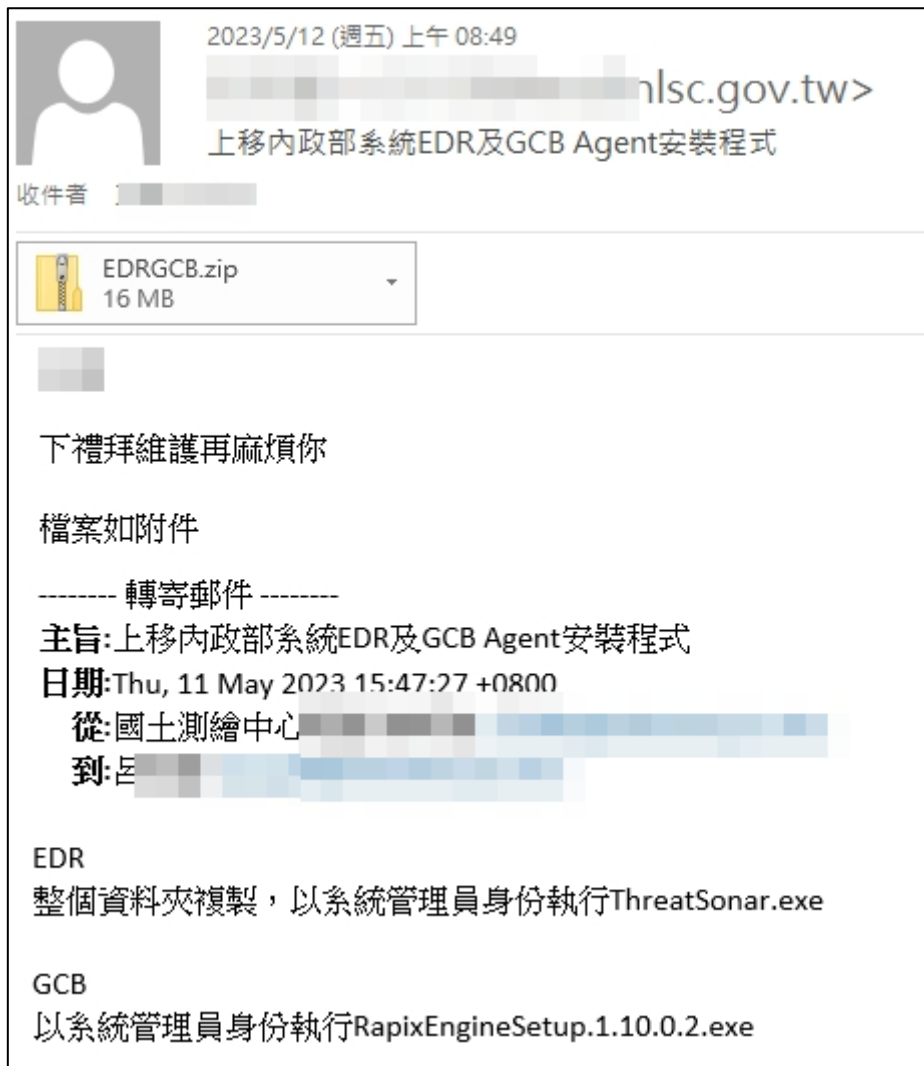 2023/5/12 (週五) 上午 08:49
nlsc.gov.tw>
上移內政部系統EDR及GCB Agent安裝程式
收件者
EDRGCB.zip
16 MB
下禮拜維護再麻煩你
檔案如附件
-------- 轉寄郵件 --------
主旨:上移內政部系統EDR及GCB Agent安裝程式
日期:Thu, 11 May 2023 15:47:27 +0800
從:國土測繪中心
到:呂
EDR
整個資料夾複製，以系統管理員身份執行ThreatSonar.exe
GCB
以系統管理員身份執行RapixEngineSetup.1.10.0.2.exe